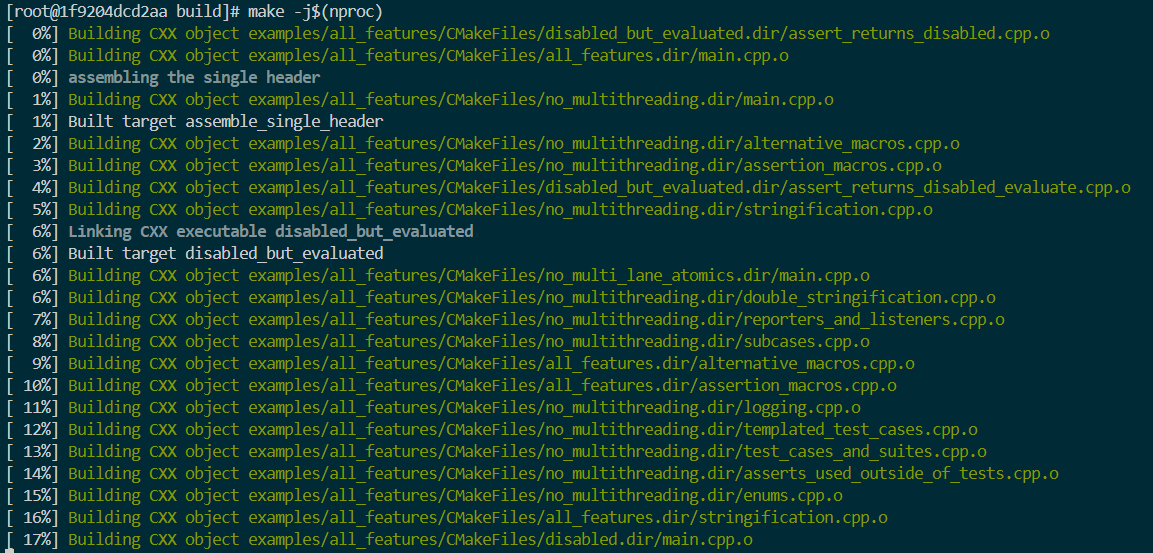 [root@1f9204dcd2aa build]# make -j$(nproc)
[  0%] Building CXX object examples/all_features/CMakeFiles/disabled_but_evaluated.dir/assert_returns_disabled.cpp.o
[  0%] Building CXX object examples/all_features/CMakeFiles/all_features.dir/main.cpp.o
[  0%] assembling the single header
[  1%] Building CXX object examples/all_features/CMakeFiles/no_multithreading.dir/main.cpp.o
[  1%] Built target assemble_single_header
[  2%] Building CXX object examples/all_features/CMakeFiles/no_multithreading.dir/alternative_macros.cpp.o
[  3%] Building CXX object examples/all_features/CMakeFiles/no_multithreading.dir/assertion_macros.cpp.o
[  4%] Building CXX object examples/all_features/CMakeFiles/disabled_but_evaluated.dir/assert_returns_disabled_evaluate.cpp.o
[  5%] Building CXX object examples/all_features/CMakeFiles/no_multithreading.dir/stringification.cpp.o
[  6%] Linking CXX executable disabled_but_evaluated
[  6%] Built target disabled_but_evaluated
[  6%] Building CXX object examples/all_features/CMakeFiles/no_multi_lane_atomics.dir/main.cpp.o
[  6%] Building CXX object examples/all_features/CMakeFiles/no_multithreading.dir/double_stringification.cpp.o
[  7%] Building CXX object examples/all_features/CMakeFiles/no_multithreading.dir/reporters_and_listeners.cpp.o
[  8%] Building CXX object examples/all_features/CMakeFiles/no_multithreading.dir/subcases.cpp.o
[  9%] Building CXX object examples/all_features/CMakeFiles/all_features.dir/alternative_macros.cpp.o
[ 10%] Building CXX object examples/all_features/CMakeFiles/all_features.dir/assertion_macros.cpp.o
[ 11%] Building CXX object examples/all_features/CMakeFiles/no_multithreading.dir/logging.cpp.o
[ 12%] Building CXX object examples/all_features/CMakeFiles/no_multithreading.dir/templated_test_cases.cpp.o
[ 13%] Building CXX object examples/all_features/CMakeFiles/no_multithreading.dir/test_cases_and_suites.cpp.o
[ 14%] Building CXX object examples/all_features/CMakeFiles/no_multithreading.dir/asserts_used_outside_of_tests.cpp.o
[ 15%] Building CXX object examples/all_features/CMakeFiles/no_multithreading.dir/enums.cpp.o
[ 16%] Building CXX object examples/all_features/CMakeFiles/all_features.dir/stringification.cpp.o
[ 17%] Building CXX object examples/all_features/CMakeFiles/disabled.dir/main.cpp.o